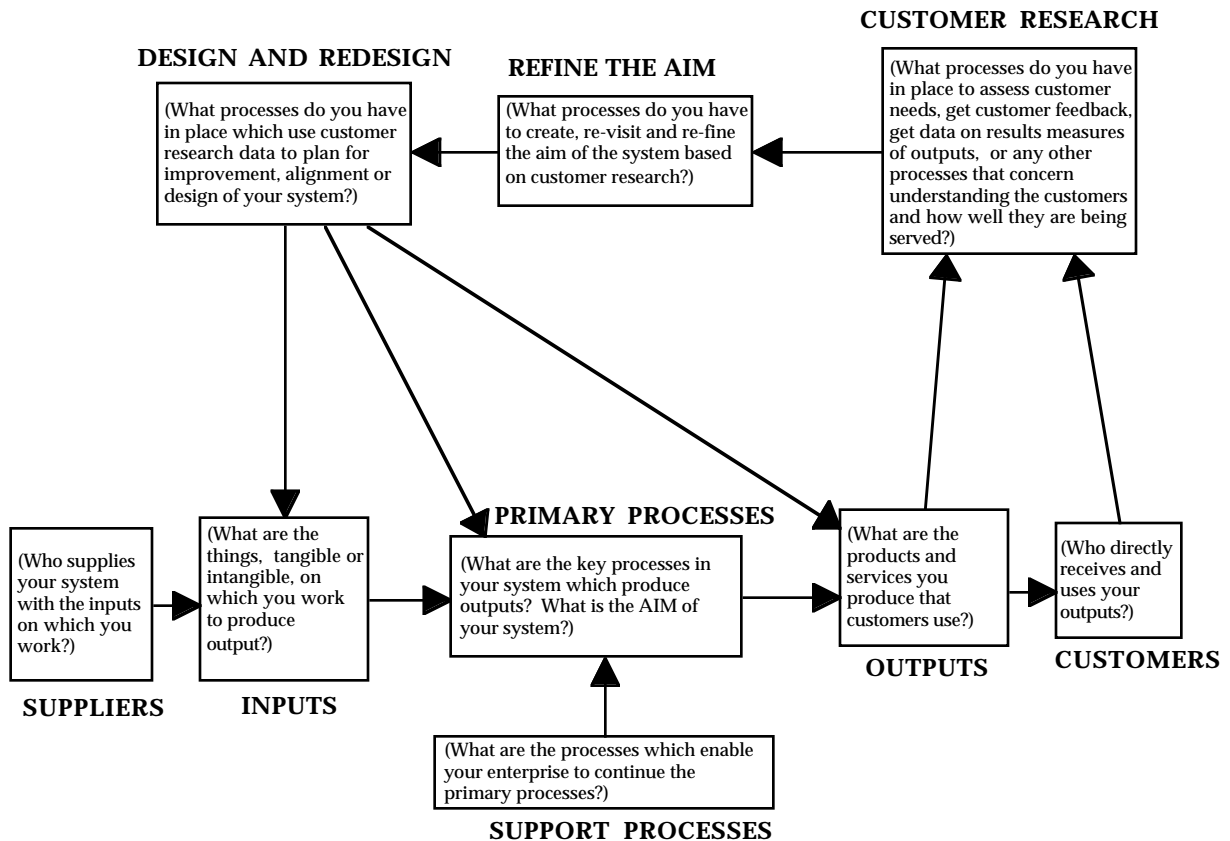 CUSTOMER RESEARCH
(What processes do you have
in place to assess customer
needs, get customer feedback,
get data on results measures
of outputs, or any other
processes that concern
understanding the customers
and how well they are being
served?)
REFINE THE AIM
(What processes do you have
to create, re-visit and re-fine
the aim of the system based
on customer research?)
DESIGN AND REDESIGN
(What processes do you have
in place which use customer
research data to plan for
improvement, alignment or
design of your system?)
(Who supplies
your system
with the inputs
on which you
work?)
SUPPLIERS
(What are the
things, tangible or
intangible, on
which you work
to produce
output?)
INPUTS
PRIMARY PROCESSES
(What are the key processes in
your system which produce
outputs? What is the AIM of
your system?)
(What are the
products and
services you
produce that
customers use?)
OUTPUTS
(Who directly
receives and
uses your
outputs?)
CUSTOMERS
(What are the processes which enable
your enterprise to continue the
primary processes?)
SUPPORT PROCESSES